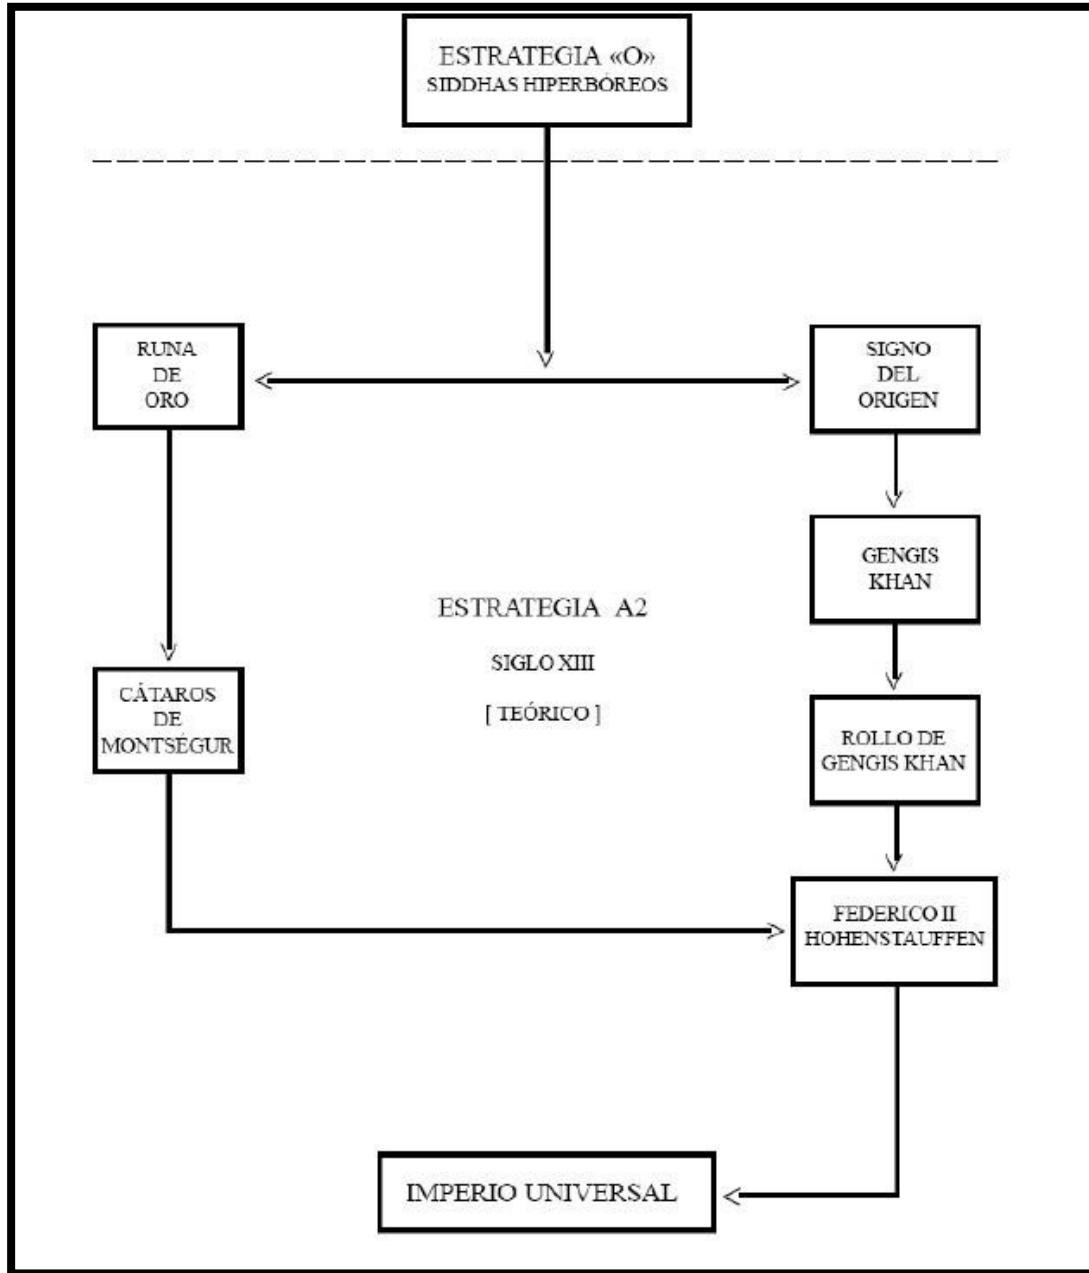 ESTRATEGIA «O»
SIDDHAS HIPERBÓREOS
RUNA
DE
ORO
SIGNO
DEL
ORIGEN
GENGIS
KHAN
ESTRATEGIA A2
SIGLO XIII
[ TEÓRICO ]
CÁTAROS
DE
MONTSÉGUR
ROLLO DE
GENGIS KHAN
FEDERICO II
HOHENSTAUFFEN
IMPERIO UNIVERSAL